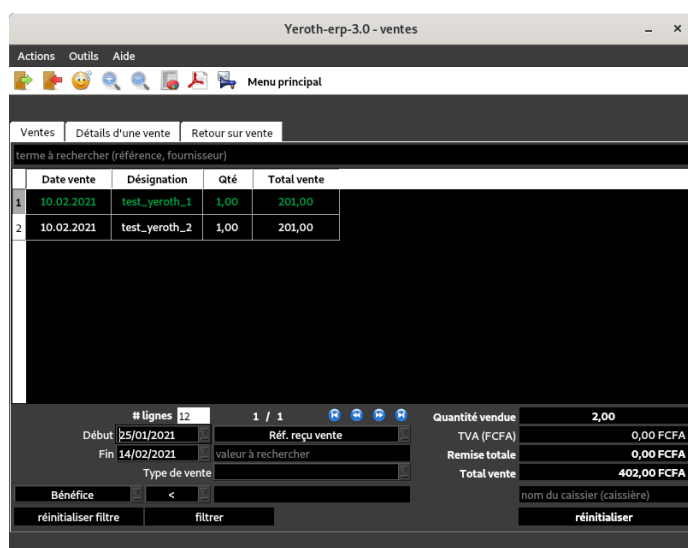 Yeroth-erp-3.0 - ventes
Actions Outils Aide
Menu principal
Ventes Détails d'une vente Retour sur vente
terme à rechercher (référence, fournisseur)
Date vente Désignation Qté Total vente
1 10.02.2021 test_yeroth_1 1,00 201,00
2 10.02.2021 test_yeroth_2 1,00 201,00
# lignes 12 1 / 1 Quantité vendue 2,00
Début 25/01/2021 Réf. reçu vente TVA (FCFA) 0,00 FCFA
Fin 14/02/2021 valeur à rechercher Remise totale 0,00 FCFA
Type de vente Total vente 402,00 FCFA
Bénéfice < nom du caissier (caissière)
réinitialiser filtre filtrer réinitialiser